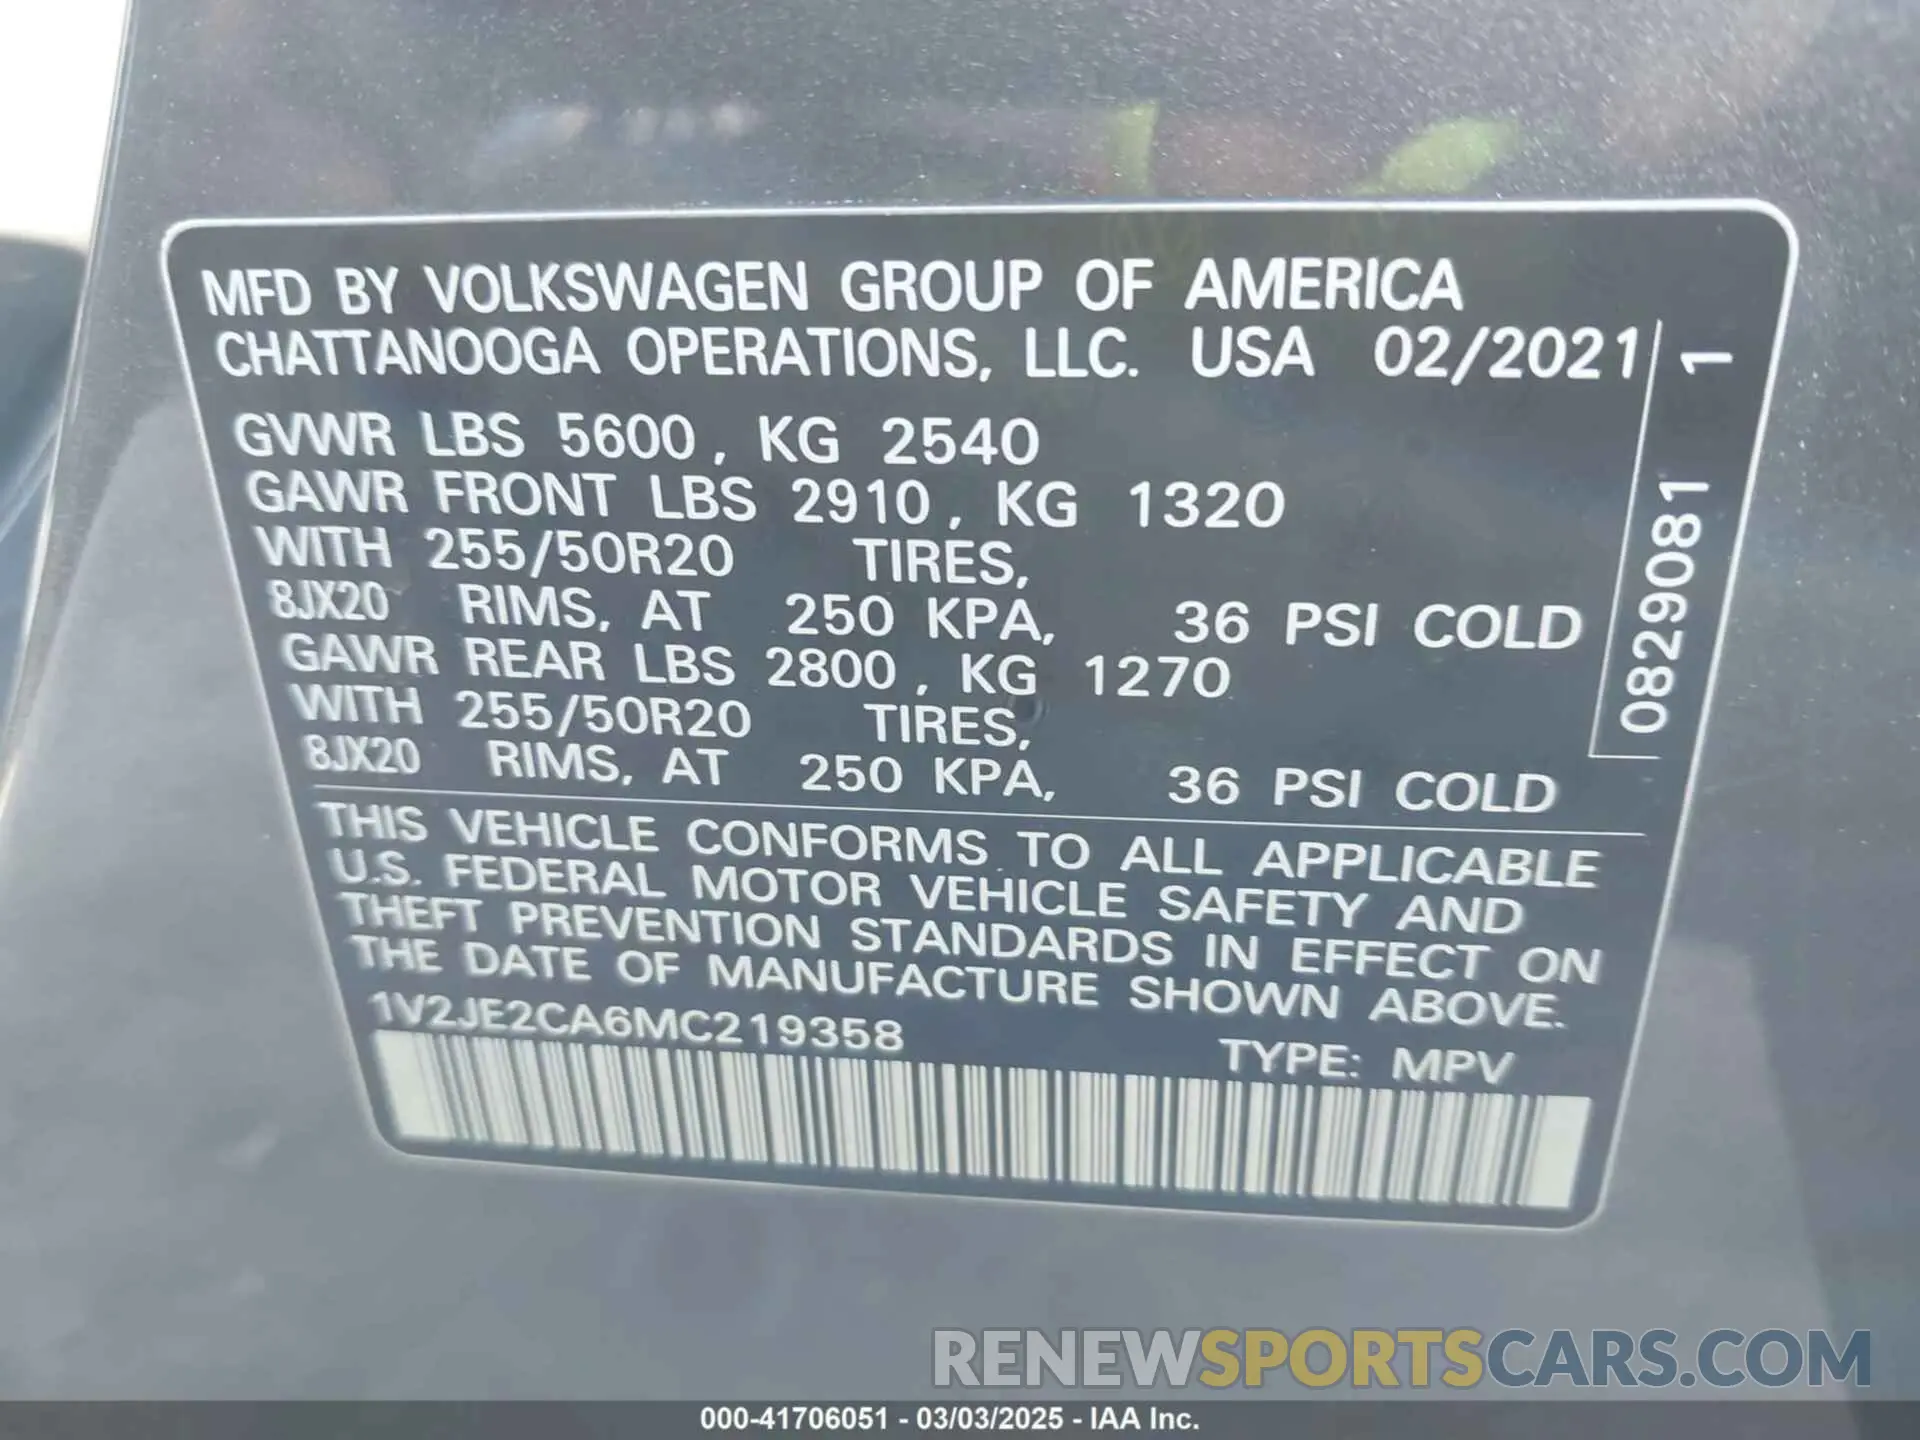 MFD BY VOLKSWAGEN GROUP OF AMERICA
CHATTANOOGA OPERATIONS, LLC. USA 02/2021
GVWR LBS 5600, KG 2540
GAWR FRONT LBS 2910, KG 1320
WITH 255/50R20 TIRES,
8JX20 RIMS, AT 250 KPA, 36 PSI COLD
GAWR REAR LBS 2800, KG 1270
WITH 255/50R20 TIRES,
8JX20 RIMS, AT 250 KPA, 36 PSI COLD
0829081 1
THIS VEHICLE CONFORMS TO ALL APPLICABLE
U.S. FEDERAL MOTOR VEHICLE SAFETY AND
THEFT PREVENTION STANDARDS IN EFFECT ON
THE DATE OF MANUFACTURE SHOWN ABOVE.
1V2JE2CA6MC219358
TYPE: MPV
RENEWSPORTSCARS.COM
000-41706051 - 03/03/2025 - IAA Inc.